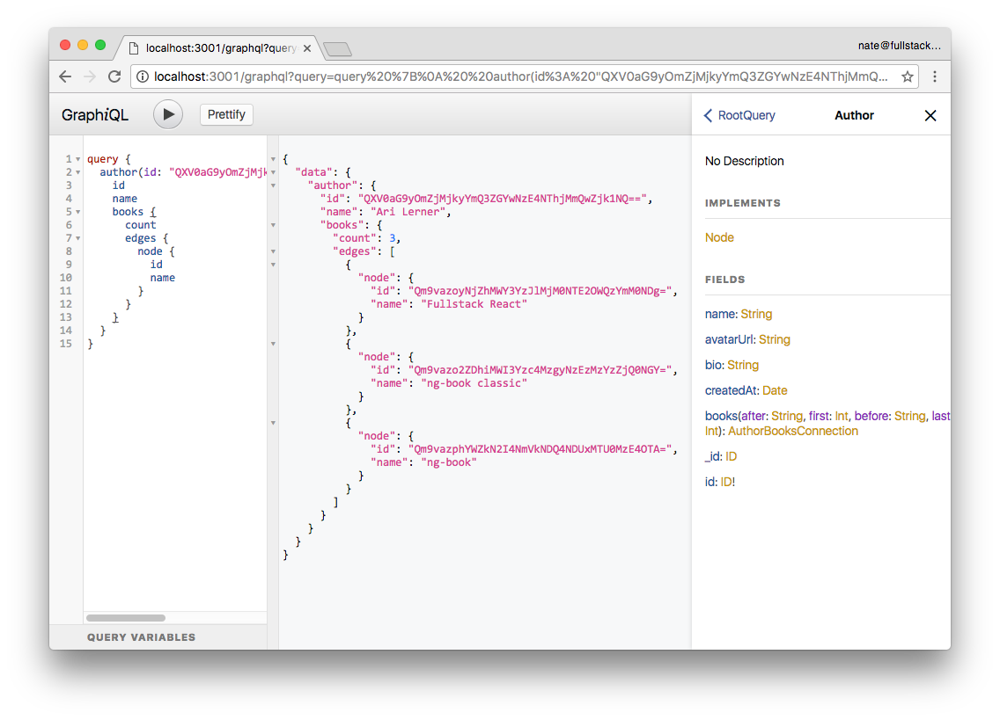 localhost:3001/graphql?query
nate@fullstack…
localhost:3001/graphql?query=query%20%7B%0A%20%20author(id%3A%20"QXV0aG9yOmZjMjkyYmQ3ZGYwNzE4NThjMmQ…
GraphiQL
Prettify
1 query {
2 author(id: "QXV0aG9yOmZjMjk
3 id
4 name
5 books {
6 count
7 edges {
8 node {
9 id
10 name
11 }
12 }
13 }
14 }
15 }
QUERY VARIABLES
{
"data": {
"author": {
"id": "QXV0aG9yOmZjMjkyYmQ3ZGYwNzE4NThjMmQwZjk1NQ==",
"name": "Ari Lerner",
"books": {
"count": 3,
"edges": [
{
"node": {
"id": "Qm9vazoyNjZhMWY3YzJlMjM0NTE2OWQzYmM0NDg=",
"name": "Fullstack React"
}
},
{
"node": {
"id": "Qm9vazo2ZDhiMWI3Yzc4MzgyNzEzMzYzZjQ0NGY=",
"name": "ng-book classic"
}
},
{
"node": {
"id": "Qm9vazphYWZkN2I4NmVkNDQ4NDUxMTU0MzE4OTA=",
"name": "ng-book"
}
}
]
}
}
}
}
RootQuery
Author
No Description
IMPLEMENTS
Node
FIELDS
name: String
avatarUrl: String
bio: String
createdAt: Date
books(after: String, first: Int, before: String, last
Int): AuthorBooksConnection
_id: ID
id: ID!